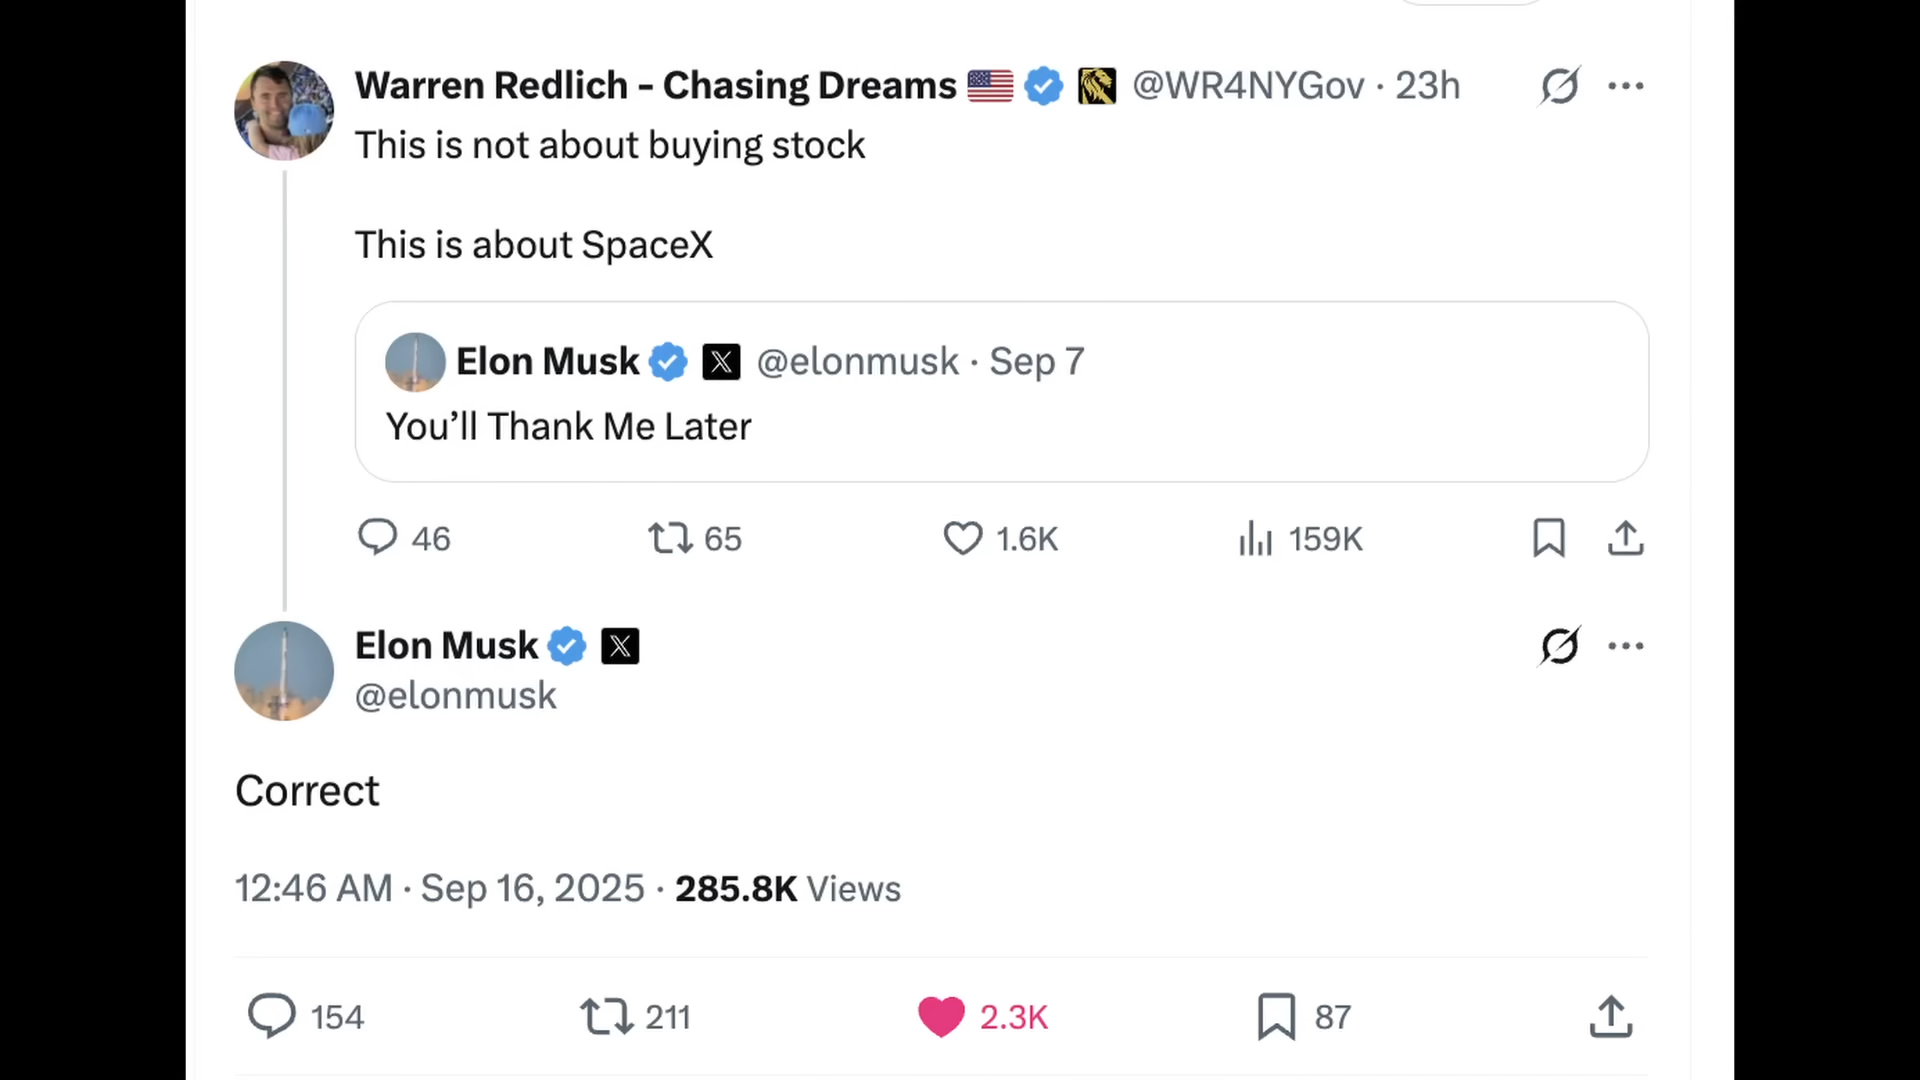 Warren Redlich - Chasing Dreams 🇺🇸 @WR4NYGov · 23h
This is not about buying stock
This is about SpaceX
Elon Musk X @elonmusk · Sep 7
You’ll Thank Me Later
46 65 1.6K 159K
Elon Musk X
@elonmusk
Correct
12:46 AM · Sep 16, 2025 · 285.8K Views
154 211 2.3K 87